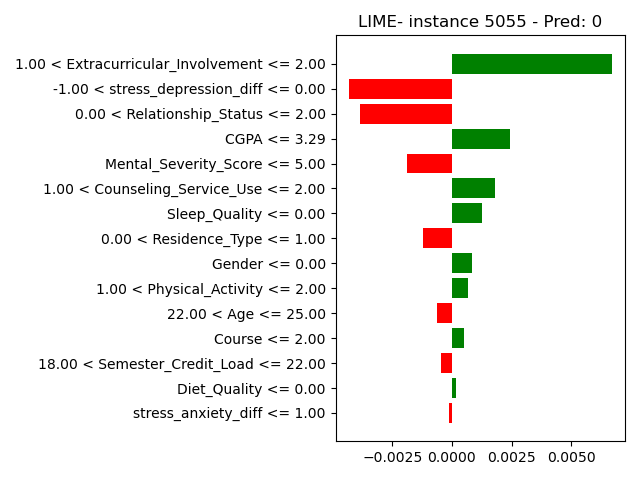 LIME- instance 5055 - Pred: 0
1.00 < Extracurricular_Involvement <= 2.00
-1.00 < stress_depression_diff <= 0.00
0.00 < Relationship_Status <= 2.00
CGPA <= 3.29
Mental_Severity_Score <= 5.00
1.00 < Counseling_Service_Use <= 2.00
Sleep_Quality <= 0.00
0.00 < Residence_Type <= 1.00
Gender <= 0.00
1.00 < Physical_Activity <= 2.00
22.00 < Age <= 25.00
Course <= 2.00
18.00 < Semester_Credit_Load <= 22.00
Diet_Quality <= 0.00
stress_anxiety_diff <= 1.00
−0.0025 0.0000 0.0025 0.0050